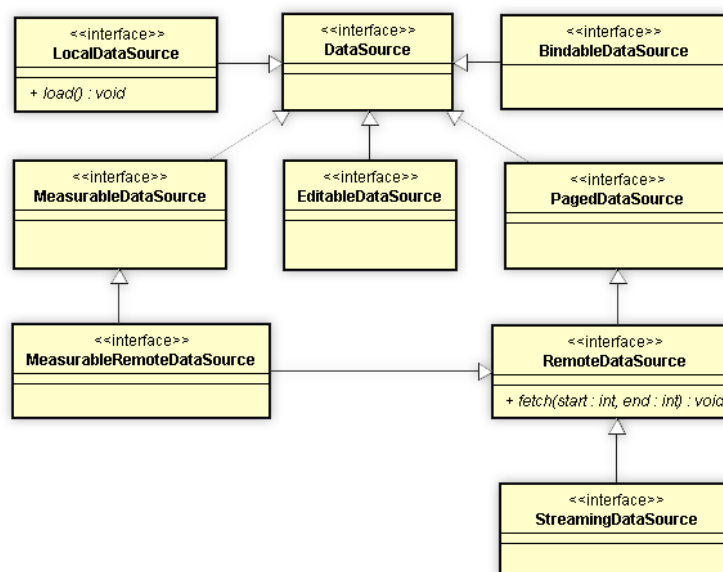 <<interface>>
LocalDataSource
+ load() : void
<<interface>>
DataSource
<<interface>>
BindableDataSource
<<interface>>
MeasurableDataSource
<<interface>>
EditableDataSource
<<interface>>
PagedDataSource
<<interface>>
MeasurableRemoteDataSource
<<interface>>
RemoteDataSource
+ fetch(start : int, end : int) : void
<<interface>>
StreamingDataSource